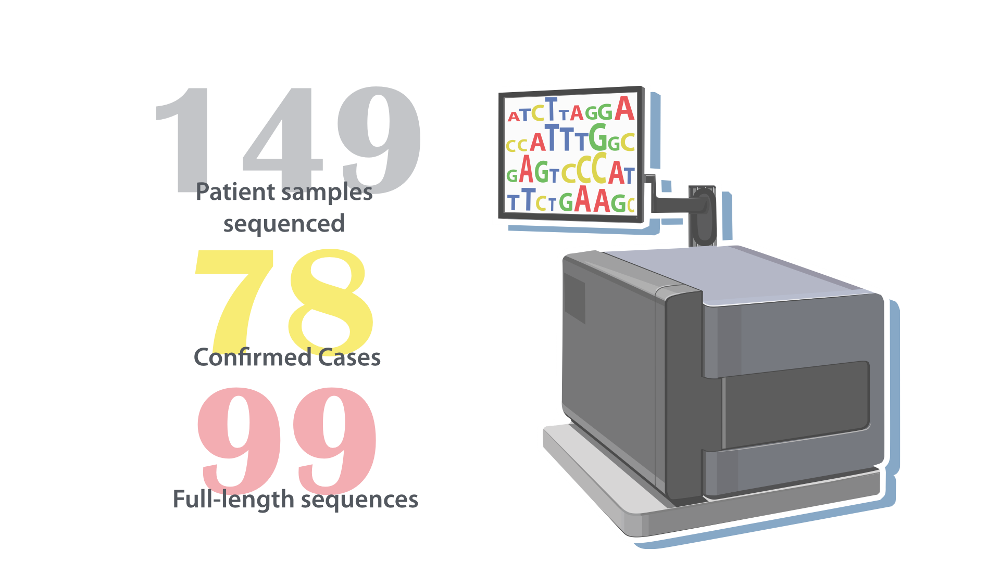 149
Patient samples
sequenced
78
Confirmed Cases
99
Full-length sequences
ATCTTAGGA
CCATTTGGC
GAGTCCCAT
TTCTGAAGC